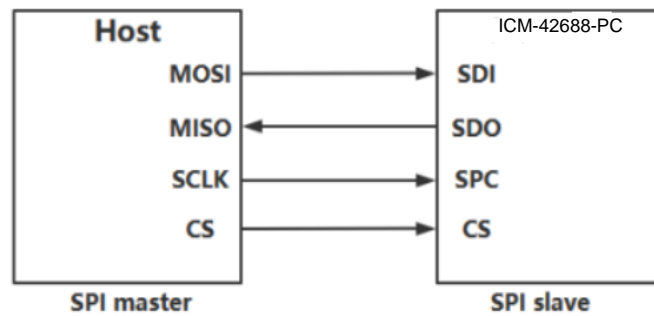 Host
ICM-42688-PC
MOSI
SDI
MISO
SDO
SCLK
SPC
CS
CS
SPI master
SPI slave